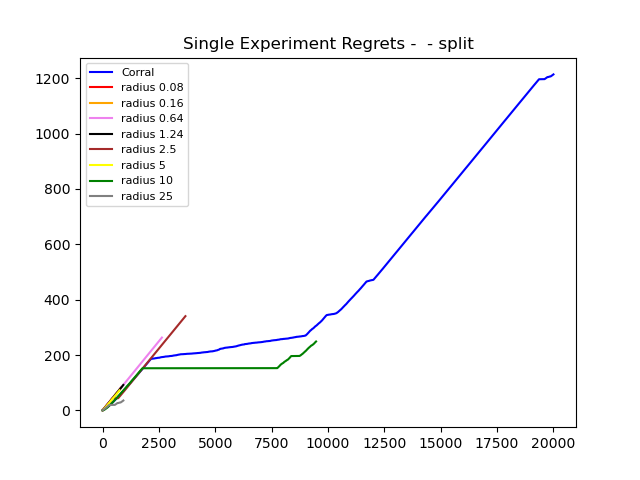 Single Experiment Regrets -  - split
Corral
radius 0.08
radius 0.16
radius 0.64
radius 1.24
radius 2.5
radius 5
radius 10
radius 25
1200
1000
800
600
400
200
0
0 2500 5000 7500 10000 12500 15000 17500 20000